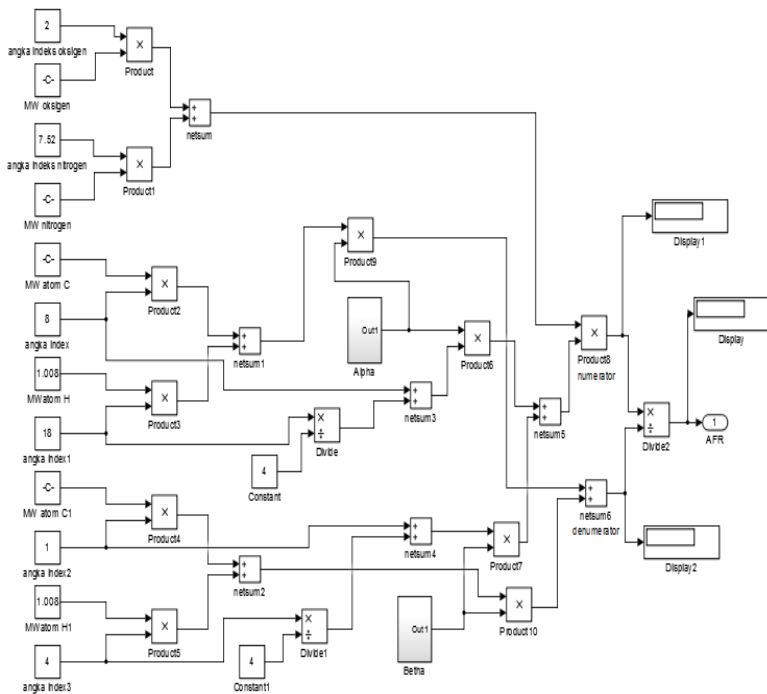 2
angka Indeks oksigen
×
Product
-C-
MW oksigen
+
+
netsum
7.52
angka Indeks nitrogen
×
Product1
-C-
MW nitrogen
Display1
×
Product9
-C-
MW atom C
×
Product2
8
angka Index
+
+
netsum1
Out1
Alpha
×
Product6
×
Product8
numerator
Display
1.008
MWatom H
×
Product3
+
+
netsum3
+
+
netsum5
×
÷
Divide2
1
AFR
18
angka Index1
×
÷
Divide
4
Constant
-C-
MW atom C1
×
Product4
+
+
netsum6
denumerator
1
angka Index2
+
+
netsum4
×
Product7
Display2
+
+
netsum2
1.008
MWatom H1
×
Product5
×
÷
Divide1
Out1
Betha
×
Product10
4
angka Index3
4
Constant1